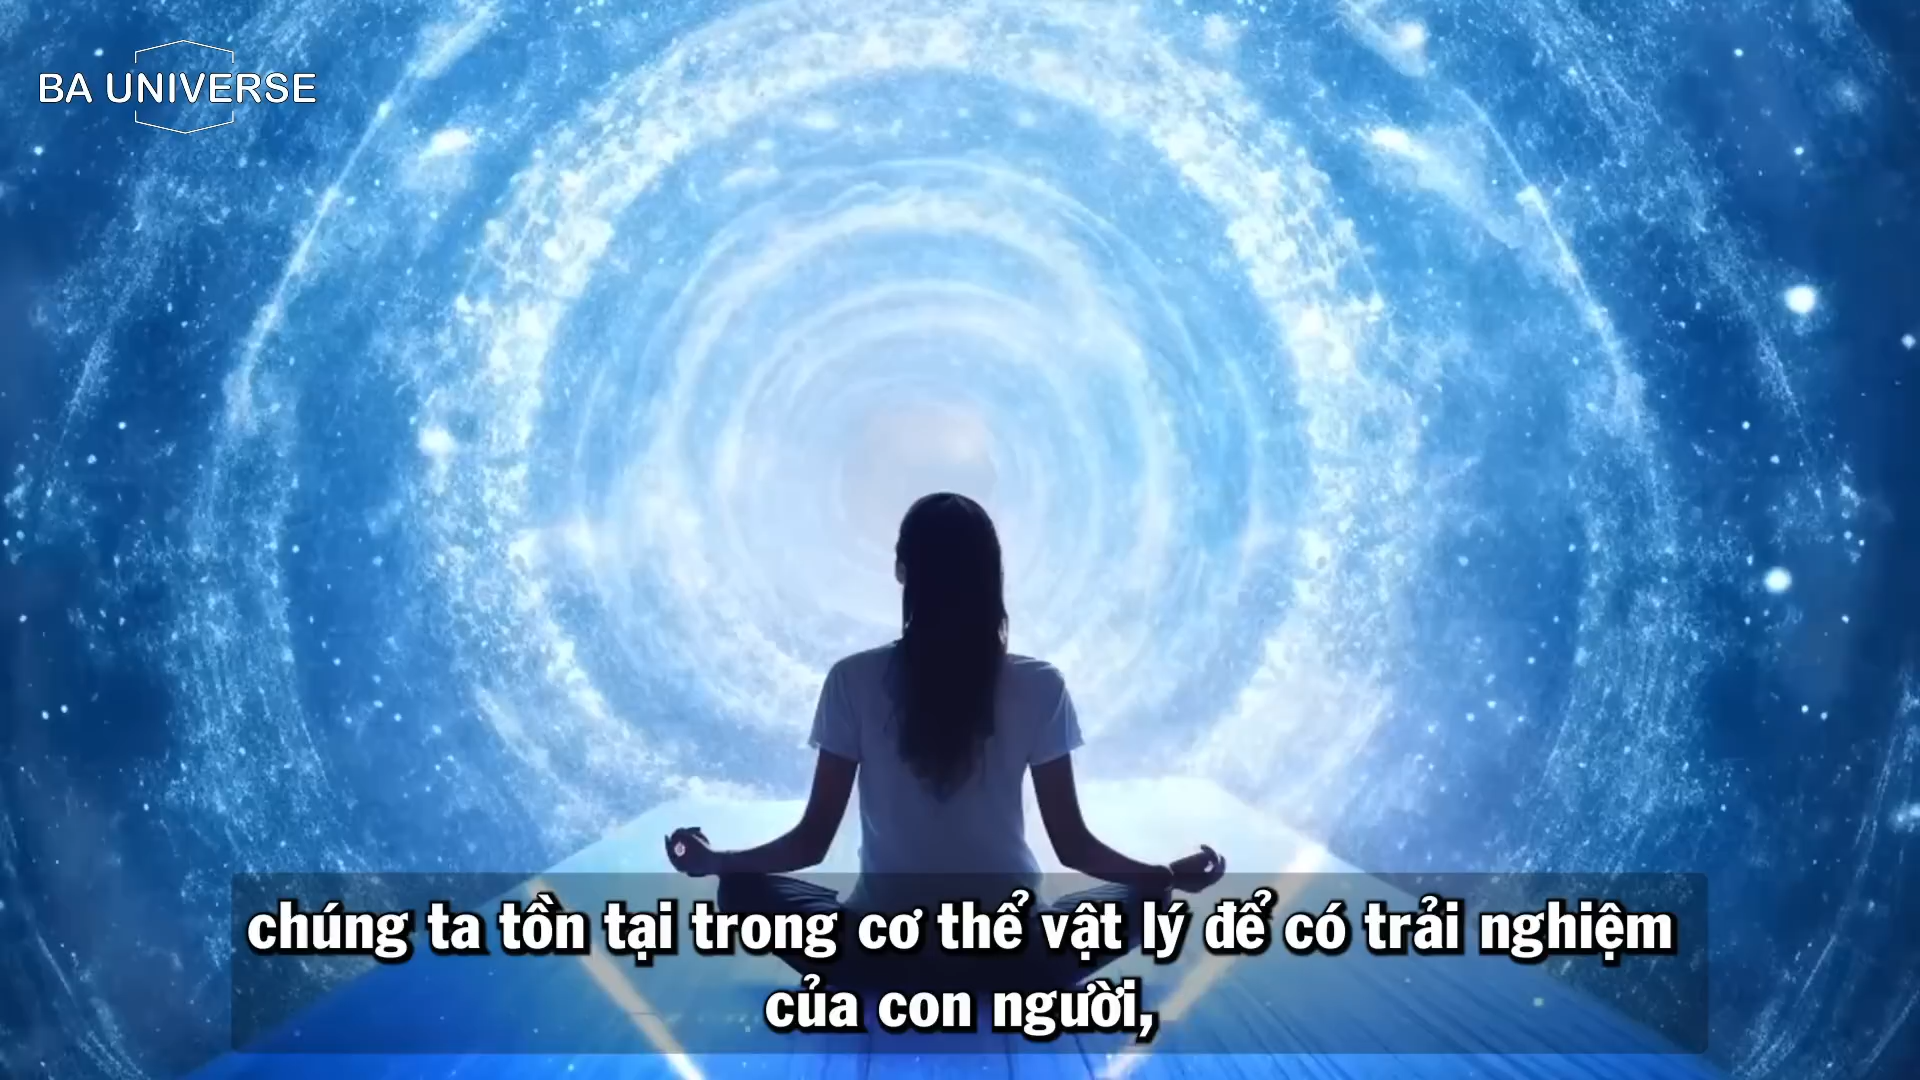 BA UNIVERSE
chúng ta tồn tại trong cơ thể vật lý để có trải nghiệm
của con người,